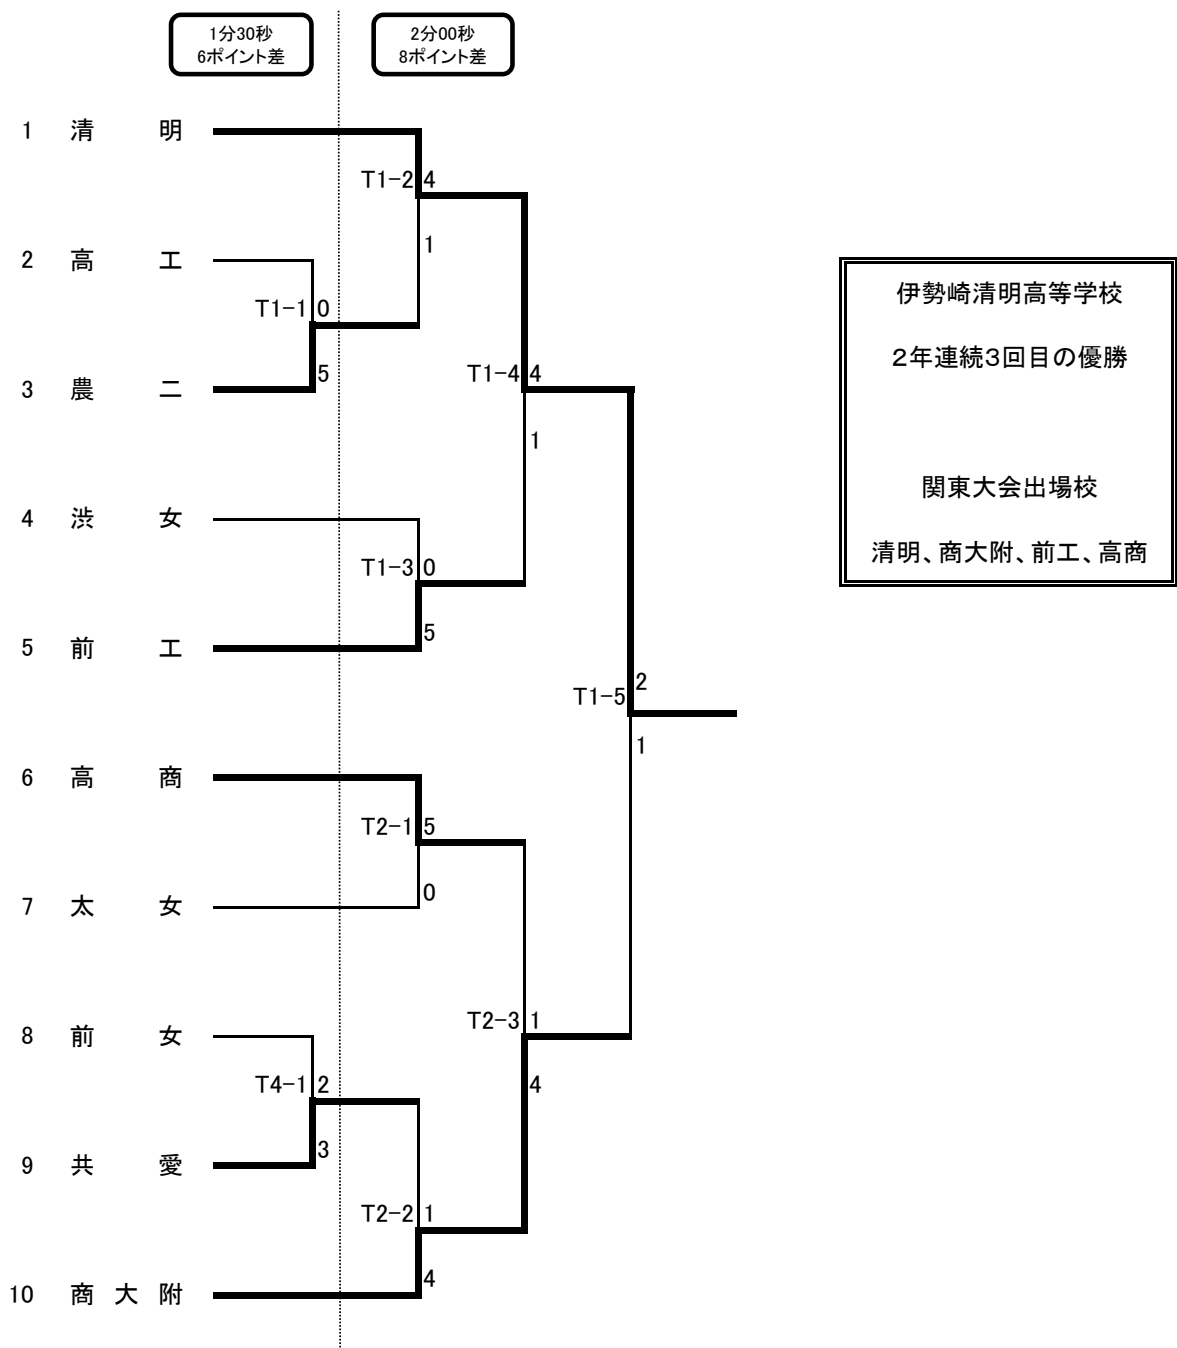 1分30秒
6ポイント差
2分00秒
8ポイント差
1 清 明
T1-2 4
1
2 高 工
T1-1 0
3 農 二
5
T1-4 4
1
4 渋 女
T1-3 0
5 前 工
5
T1-5 2
1
6 高 商
T2-1 5
7 太 女
0
8 前 女
T2-3 1
4
T4-1 2
9 共 愛
3
T2-2 1
10 商 大 附
4
伊勢崎清明高等学校
2年連続3回目の優勝
関東大会出場校
清明、商大附、前工、高商